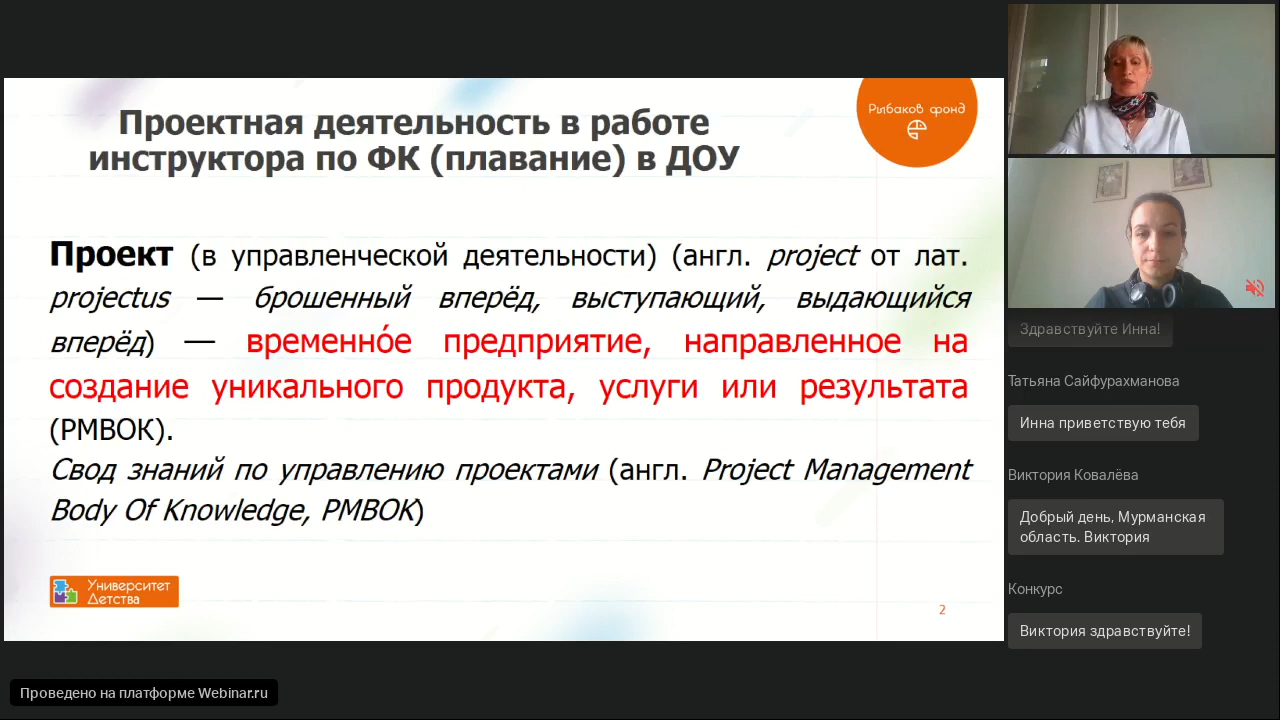 Проектная деятельность в работе
инструктора по ФК (плавание) в ДОУ
Рыбаков фонд
Проект (в управленческой деятельности) (англ. project от лат.
projectus — брошенный вперёд, выступающий, выдающийся
вперёд) — временно́е предприятие, направленное на
создание уникального продукта, услуги или результата
(PMBOK).
Свод знаний по управлению проектами (англ. Project Management
Body Of Knowledge, PMBOK)
Университет
Детства
2
Проведено на платформе Webinar.ru
Здравствуйте Инна!
Татьяна Сайфурахманова
Инна приветствую тебя
Виктория Ковалёва
Добрый день, Мурманская
область. Виктория
Конкурс
Виктория здравствуйте!